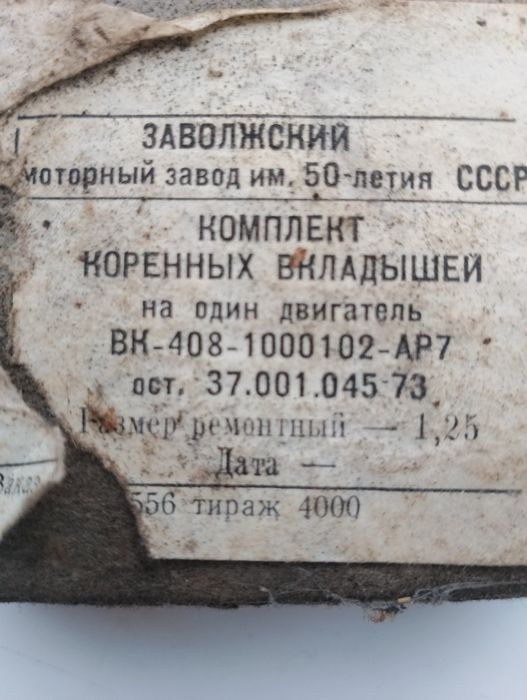 ЗАВОЛЖСКИЙ
моторный завод им. 50-летия СССР
КОМПЛЕКТ
КОРЕННЫХ ВКЛАДЫШЕЙ
на один двигатель
ВК-408-1000102-АР7
ост. 37.001.045-73
Размер ремонтный — 1,25
Дата —
Заказ 556 тираж 4000